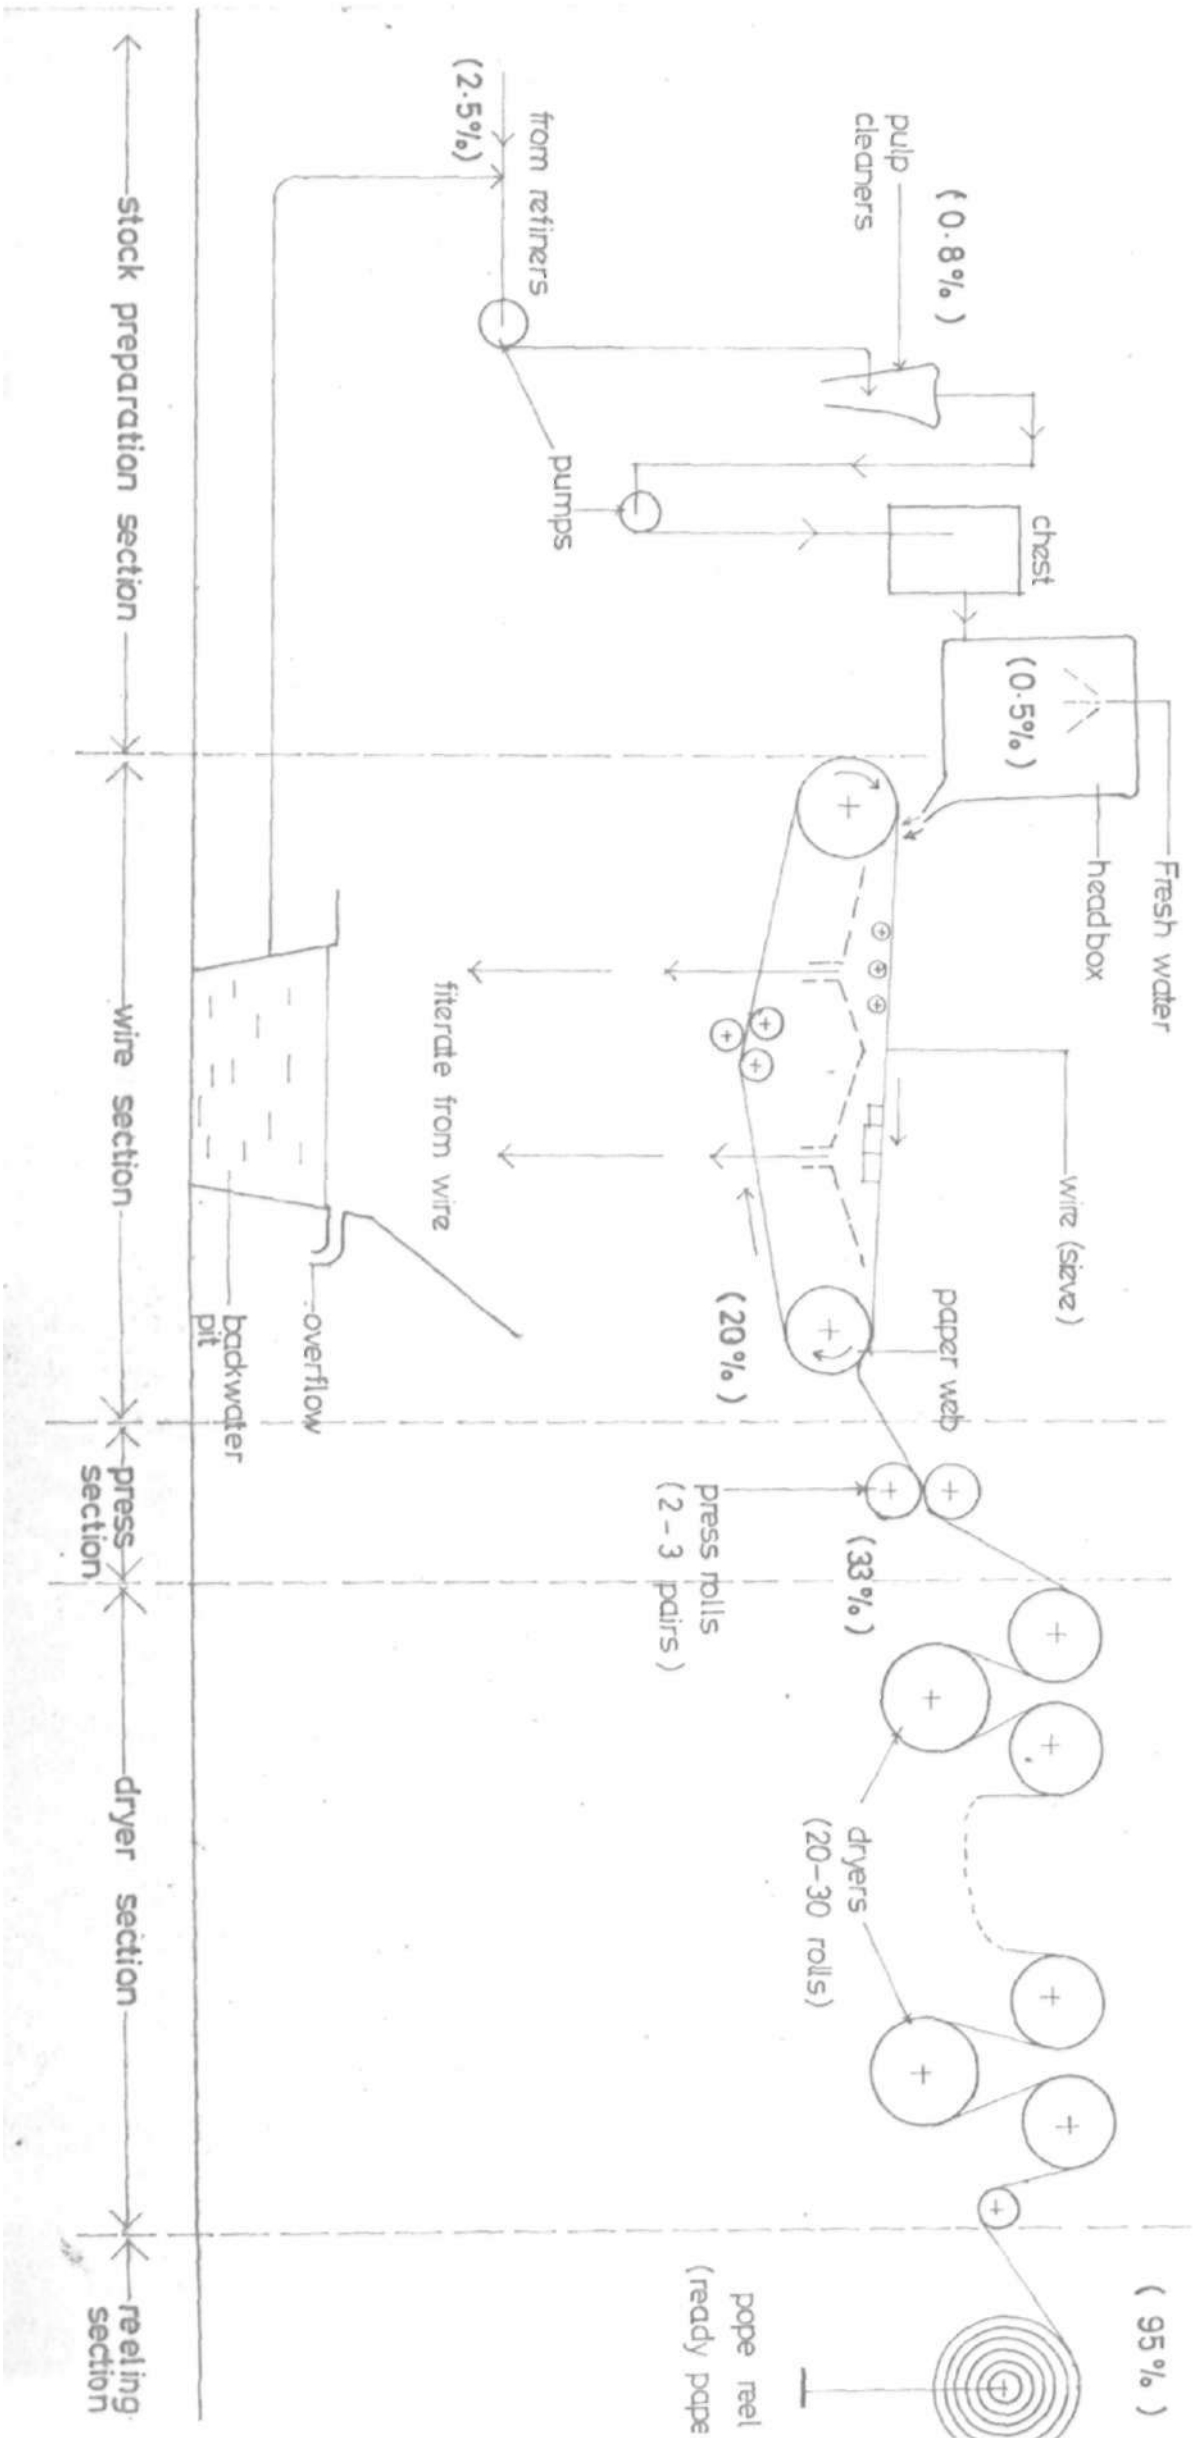 Fresh water
headbox
wire (sieve)
( 95% )
( 0.8% )
pulp
cleaners
chest
(0.5%)
paper web
from refiners
(2.5%)
pumps
(20%)
(33%)
press rolls
( 2 - 3 pairs )
dryers
(20-30 rolls)
pope reel
(ready pape
fiterate from wire
overflow
backwater
pit
stock preparation section
wire section
press
section
dryer section
reeling
section